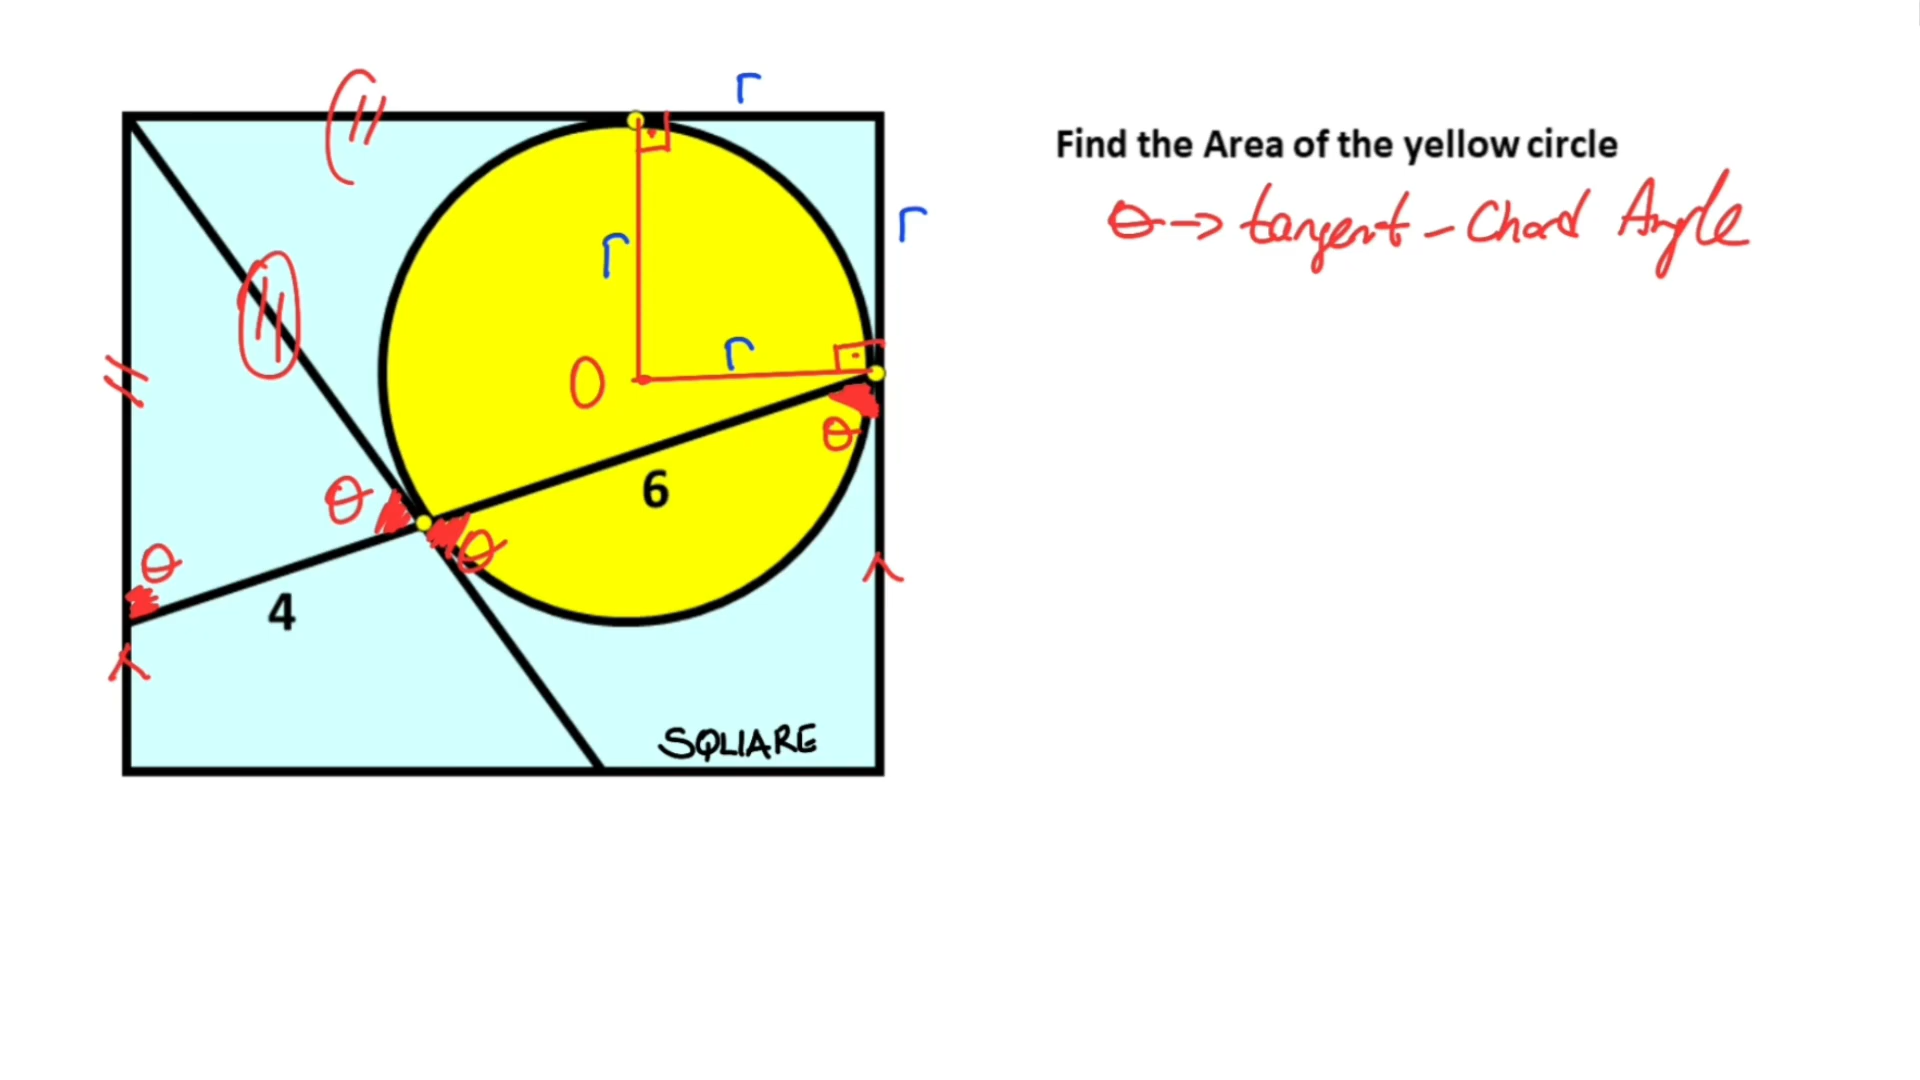 r
Find the Area of the yellow circle
θ → tangent - Chord Angle
r
r
r
O
θ
6
θ
θ
θ
4
SQUARE